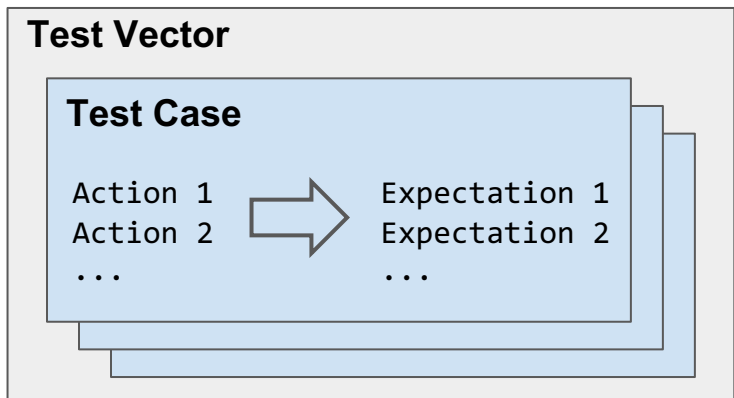 Test Vector
Test Case
Action 1 Expectation 1
Action 2 Expectation 2
... ...